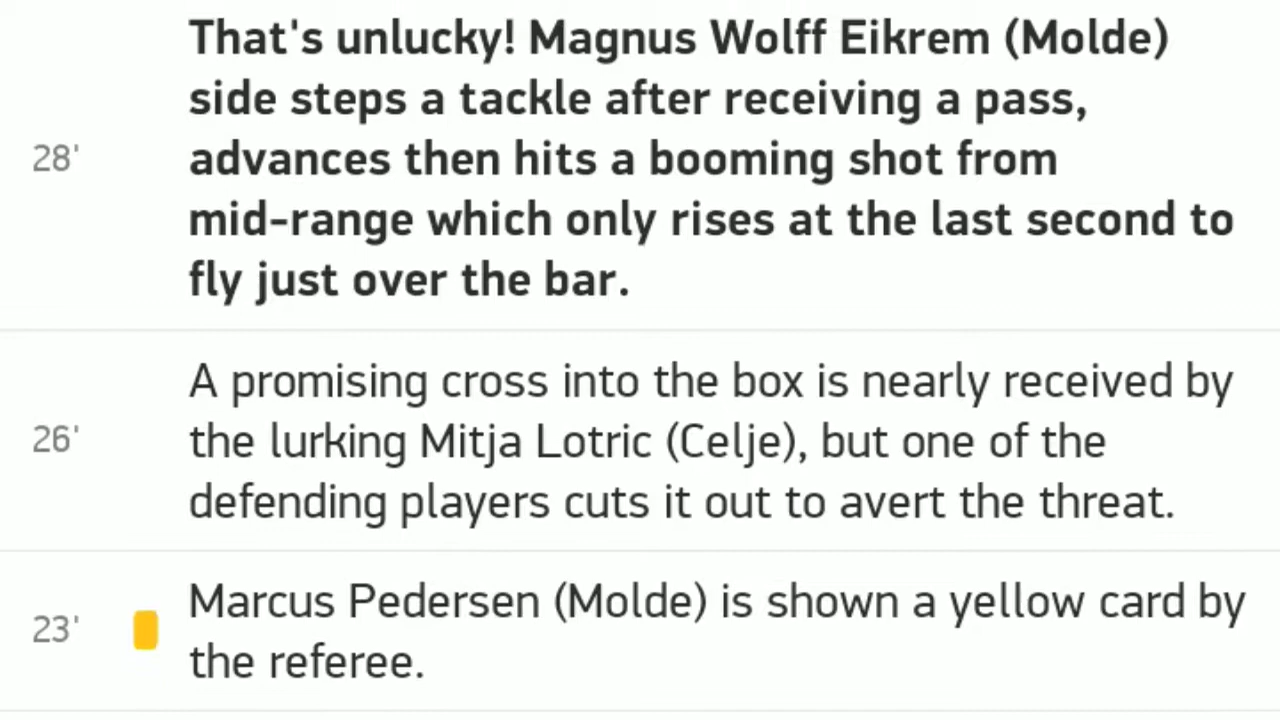 That's unlucky! Magnus Wolff Eikrem (Molde)
side steps a tackle after receiving a pass,
28'
advances then hits a booming shot from
mid-range which only rises at the last second to
fly just over the bar.
A promising cross into the box is nearly received by
26'
the lurking Mitja Lotric (Celje), but one of the
defending players cuts it out to avert the threat.
23'
Marcus Pedersen (Molde) is shown a yellow card by
the referee.